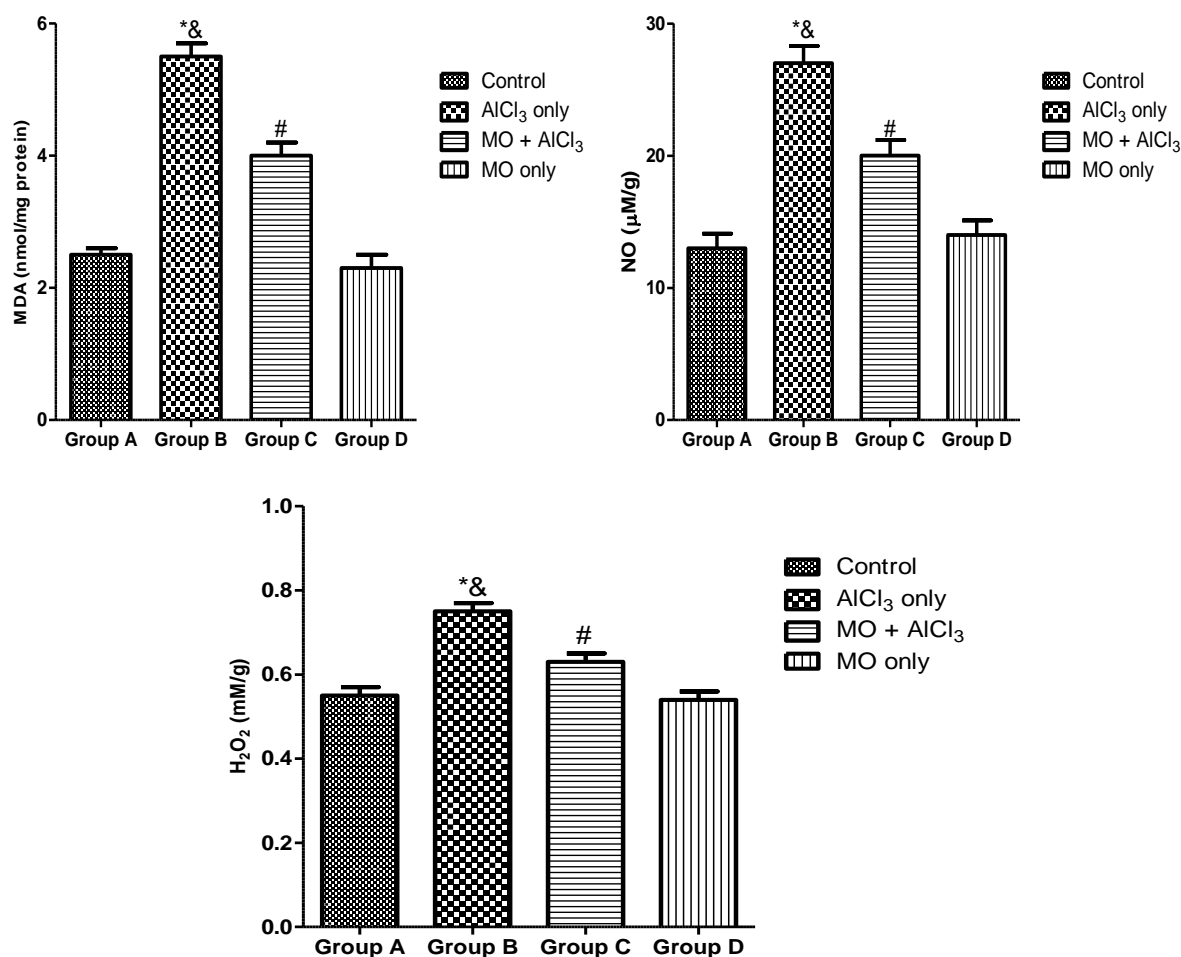 MDA (nmol/mg protein)
6
4
2
0
*&
#
Group A Group B Group C Group D
Control
AlCl₃ only
MO + AlCl₃
MO only
NO (μM/g)
30
20
10
0
*&
#
Group A Group B Group C Group D
Control
AlCl₃ only
MO + AlCl₃
MO only
H₂O₂ (mM/g)
1.0
0.8
0.6
0.4
0.2
0.0
*&
#
Group A Group B Group C Group D
Control
AlCl₃ only
MO + AlCl₃
MO only